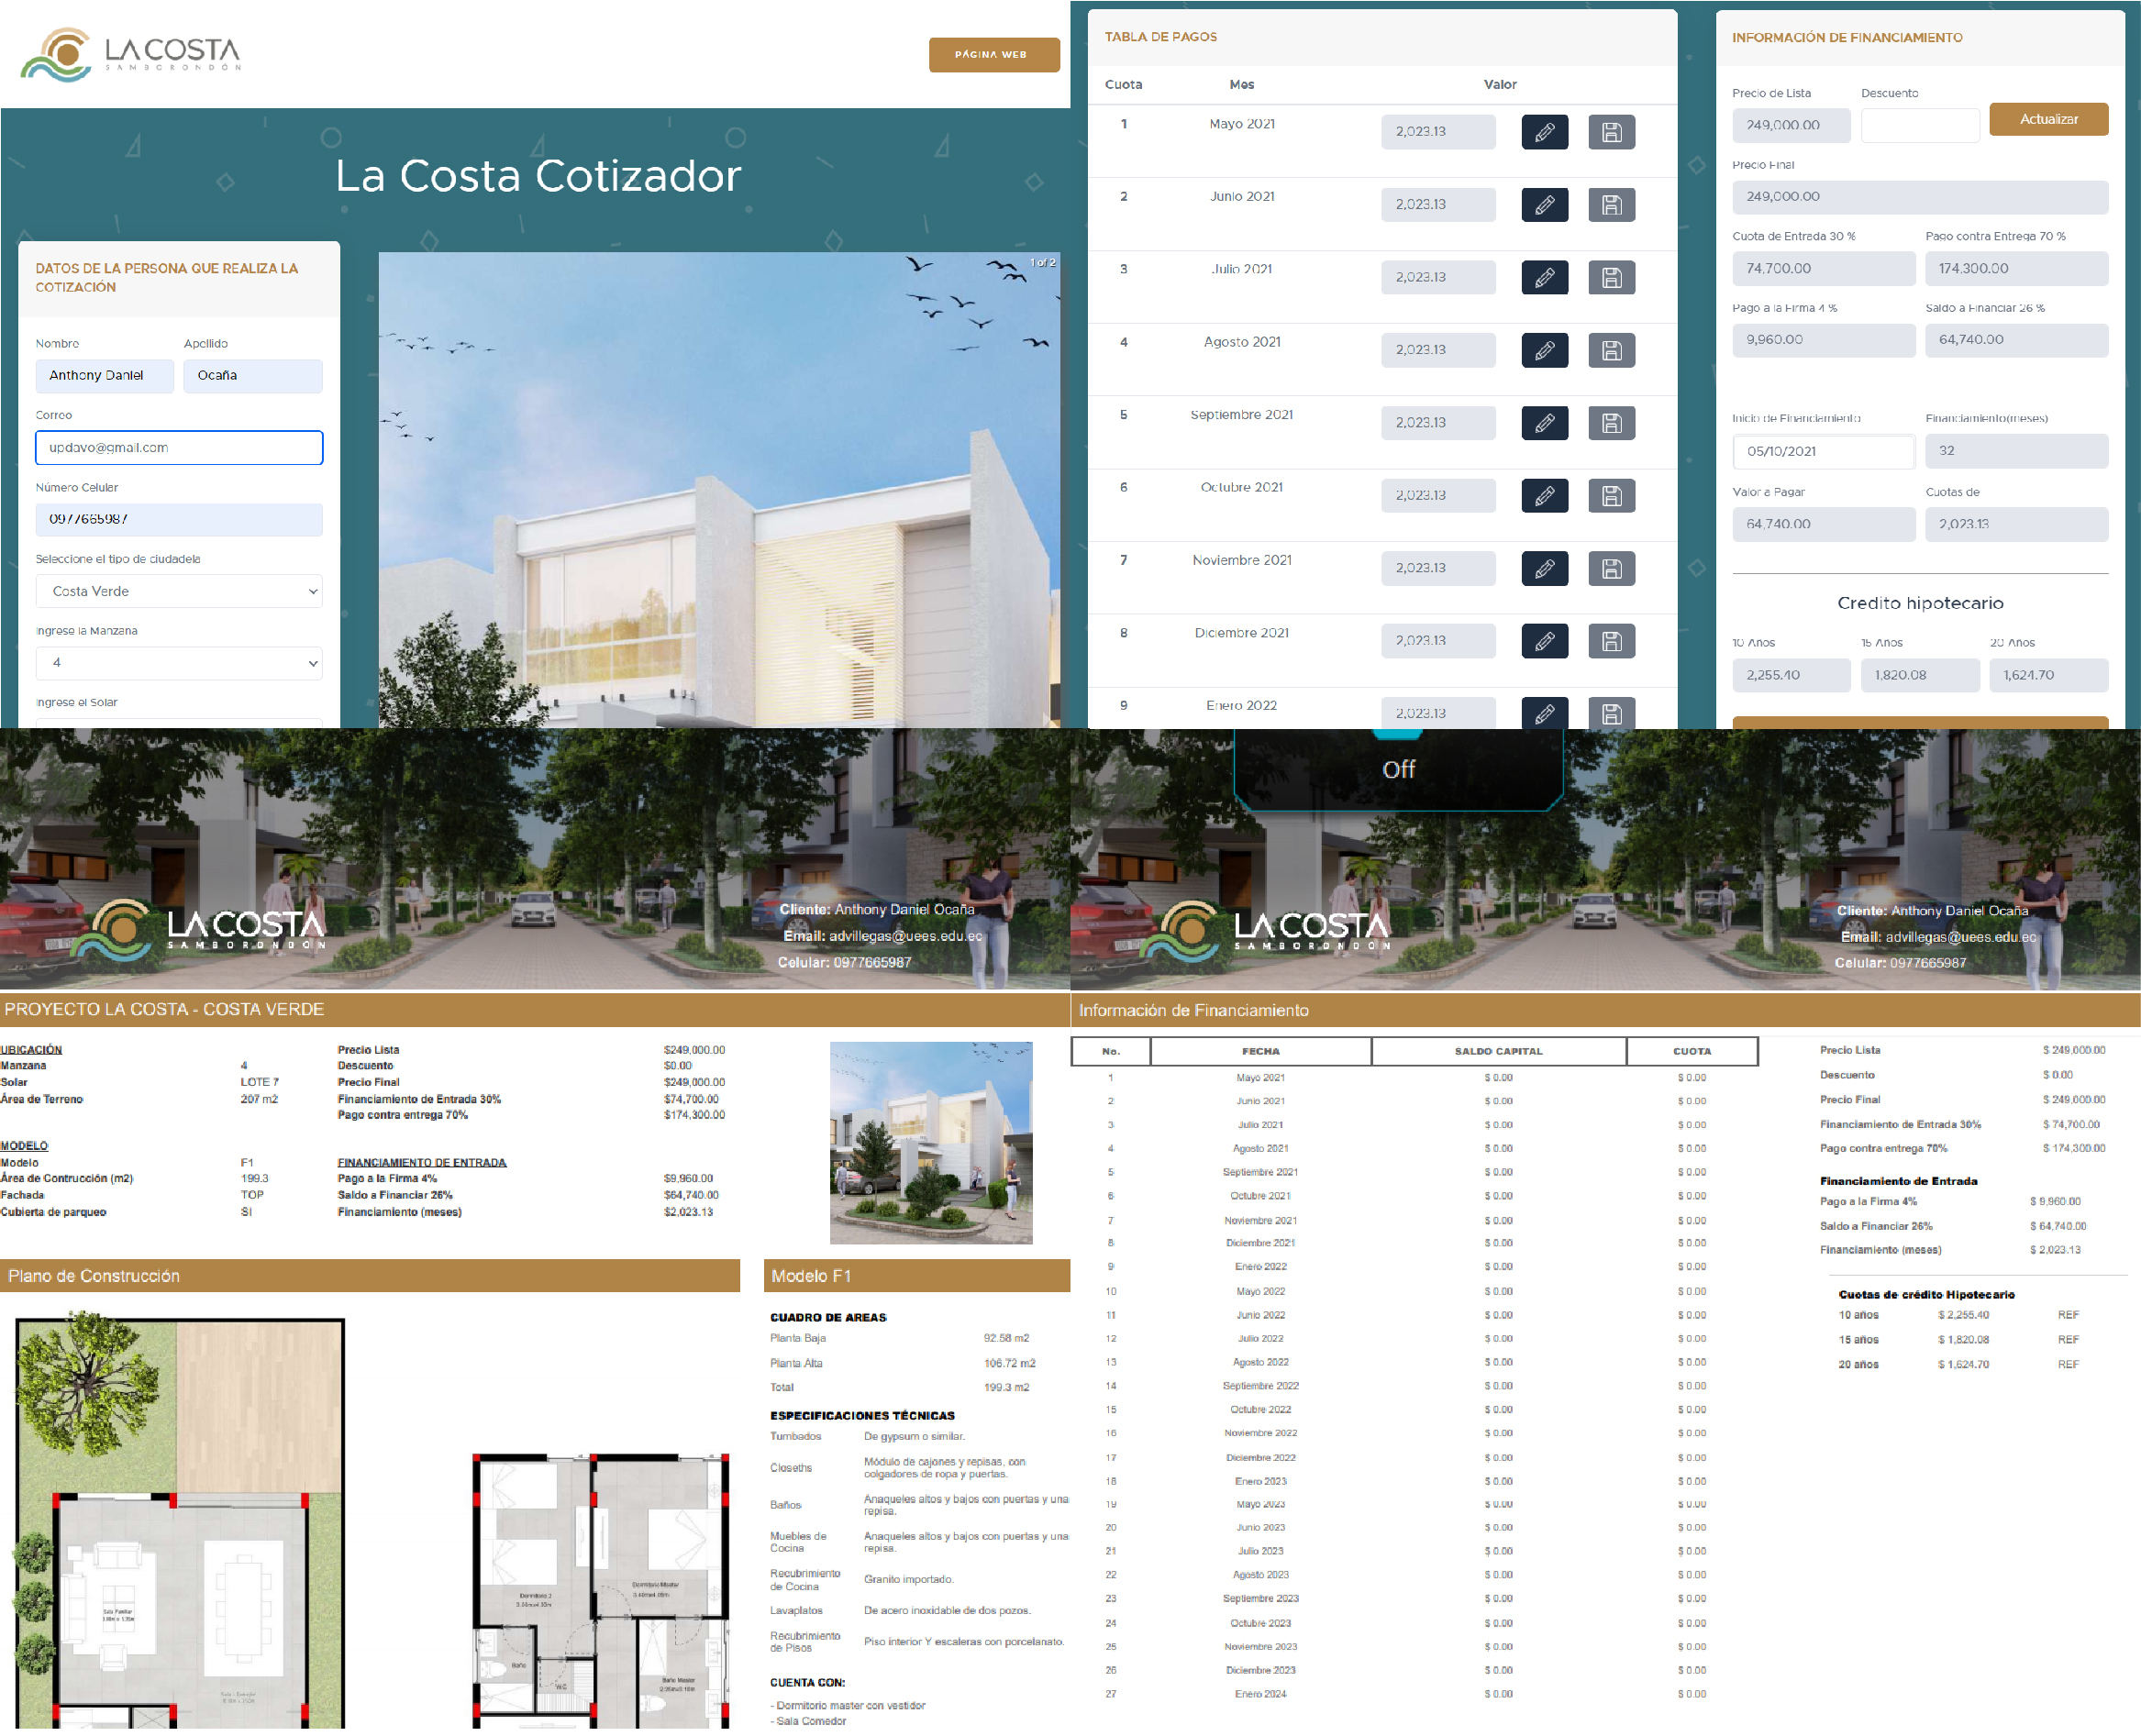 LA COSTA
SAMBORONDÓN
PÁGINA WEB
La Costa Cotizador
DATOS DE LA PERSONA QUE REALIZA LA
COTIZACIÓN
Nombre Apellido
Anthony Daniel Ocaña
Correo
updavo@gmail.com
Número Celular
0977665987
Seleccione el tipo de ciudadela
Costa Verde
Ingrese la Manzana
4
Ingrese el Solar
1 of 2
TABLA DE PAGOS
Cuota Mes Valor
1 Mayo 2021 2,023.13
2 Junio 2021 2,023.13
3 Julio 2021 2,023.13
4 Agosto 2021 2,023.13
5 Septiembre 2021 2,023.13
6 Octubre 2021 2,023.13
7 Noviembre 2021 2,023.13
8 Diciembre 2021 2,023.13
9 Enero 2022 2,023.13
INFORMACIÓN DE FINANCIAMIENTO
Precio de Lista Descuento
249,000.00 Actualizar
Precio Final
249,000.00
Cuota de Entrada 30 % Pago contra Entrega 70 %
74,700.00 174,300.00
Pago a la Firma 4 % Saldo a Financiar 26 %
9,960.00 64,740.00
Inicio de Financiamiento Financiamiento(meses)
05/10/2021 32
Valor a Pagar Cuotas de
64,740.00 2,023.13
Credito hipotecario
10 Años 15 Años 20 Años
2,255.40 1,820.08 1,624.70
LA COSTA
SAMBORONDÓN
Cliente: Anthony Daniel Ocaña
Email: advillegas@uees.edu.ec
Celular: 0977665987
PROYECTO LA COSTA - COSTA VERDE
UBICACIÓN
Manzana 4
Solar LOTE 7
Área de Terreno 207 m2
MODELO
Modelo F1
Área de Contrucción (m2) 199.3
Fachada TOP
Cubierta de parqueo SI
Precio Lista $249,000.00
Descuento $0.00
Precio Final $249,000.00
Financiamiento de Entrada 30% $74,700.00
Pago contra entrega 70% $174,300.00
FINANCIAMIENTO DE ENTRADA
Pago a la Firma 4% $9,960.00
Saldo a Financiar 26% $64,740.00
Financiamiento (meses) $2,023.13
Plano de Construcción
Sala Familiar
Dormitorio 2
Dormitorio Master
Baño
WC
Baño Master
Modelo F1
CUADRO DE AREAS
Planta Baja 92.58 m2
Planta Alta 106.72 m2
Total 199.3 m2
ESPECIFICACIONES TÉCNICAS
Tumbados De gypsum o similar.
Closeths Módulo de cajones y repisas, con
colgadores de ropa y puertas.
Baños Anaqueles altos y bajos con puertas y una
repisa.
Muebles de Cocina Anaqueles altos y bajos con puertas y una
repisa.
Recubrimiento de Cocina Granito importado.
Lavaplatos De acero inoxidable de dos pozos.
Recubrimiento de Pisos Piso interior Y escaleras con porcelanato.
CUENTA CON:
- Dormitorio master con vestidor
- Sala Comedor
Off
LA COSTA
SAMBORONDÓN
Cliente: Anthony Daniel Ocaña
Email: advillegas@uees.edu.ec
Celular: 0977665987
Información de Financiamiento
No. FECHA SALDO CAPITAL CUOTA
1 Mayo 2021 $ 0.00 $ 0.00
2 Junio 2021 $ 0.00 $ 0.00
3 Julio 2021 $ 0.00 $ 0.00
4 Agosto 2021 $ 0.00 $ 0.00
5 Septiembre 2021 $ 0.00 $ 0.00
6 Octubre 2021 $ 0.00 $ 0.00
7 Noviembre 2021 $ 0.00 $ 0.00
8 Diciembre 2021 $ 0.00 $ 0.00
9 Enero 2022 $ 0.00 $ 0.00
10 Mayo 2022 $ 0.00 $ 0.00
11 Junio 2022 $ 0.00 $ 0.00
12 Julio 2022 $ 0.00 $ 0.00
13 Agosto 2022 $ 0.00 $ 0.00
14 Septiembre 2022 $ 0.00 $ 0.00
15 Octubre 2022 $ 0.00 $ 0.00
16 Noviembre 2022 $ 0.00 $ 0.00
17 Diciembre 2022 $ 0.00 $ 0.00
18 Enero 2023 $ 0.00 $ 0.00
19 Mayo 2023 $ 0.00 $ 0.00
20 Junio 2023 $ 0.00 $ 0.00
21 Julio 2023 $ 0.00 $ 0.00
22 Agosto 2023 $ 0.00 $ 0.00
23 Septiembre 2023 $ 0.00 $ 0.00
24 Octubre 2023 $ 0.00 $ 0.00
25 Noviembre 2023 $ 0.00 $ 0.00
26 Diciembre 2023 $ 0.00 $ 0.00
27 Enero 2024 $ 0.00 $ 0.00
Precio Lista $ 249,000.00
Descuento $ 0.00
Precio Final $ 249,000.00
Financiamiento de Entrada 30% $ 74,700.00
Pago contra entrega 70% $ 174,300.00
Financiamiento de Entrada
Pago a la Firma 4% $ 9,960.00
Saldo a Financiar 26% $ 64,740.00
Financiamiento (meses) $ 2,023.13
Cuotas de crédito Hipotecario
10 años $ 2,255.40 REF
15 años $ 1,820.08 REF
20 años $ 1,624.70 REF